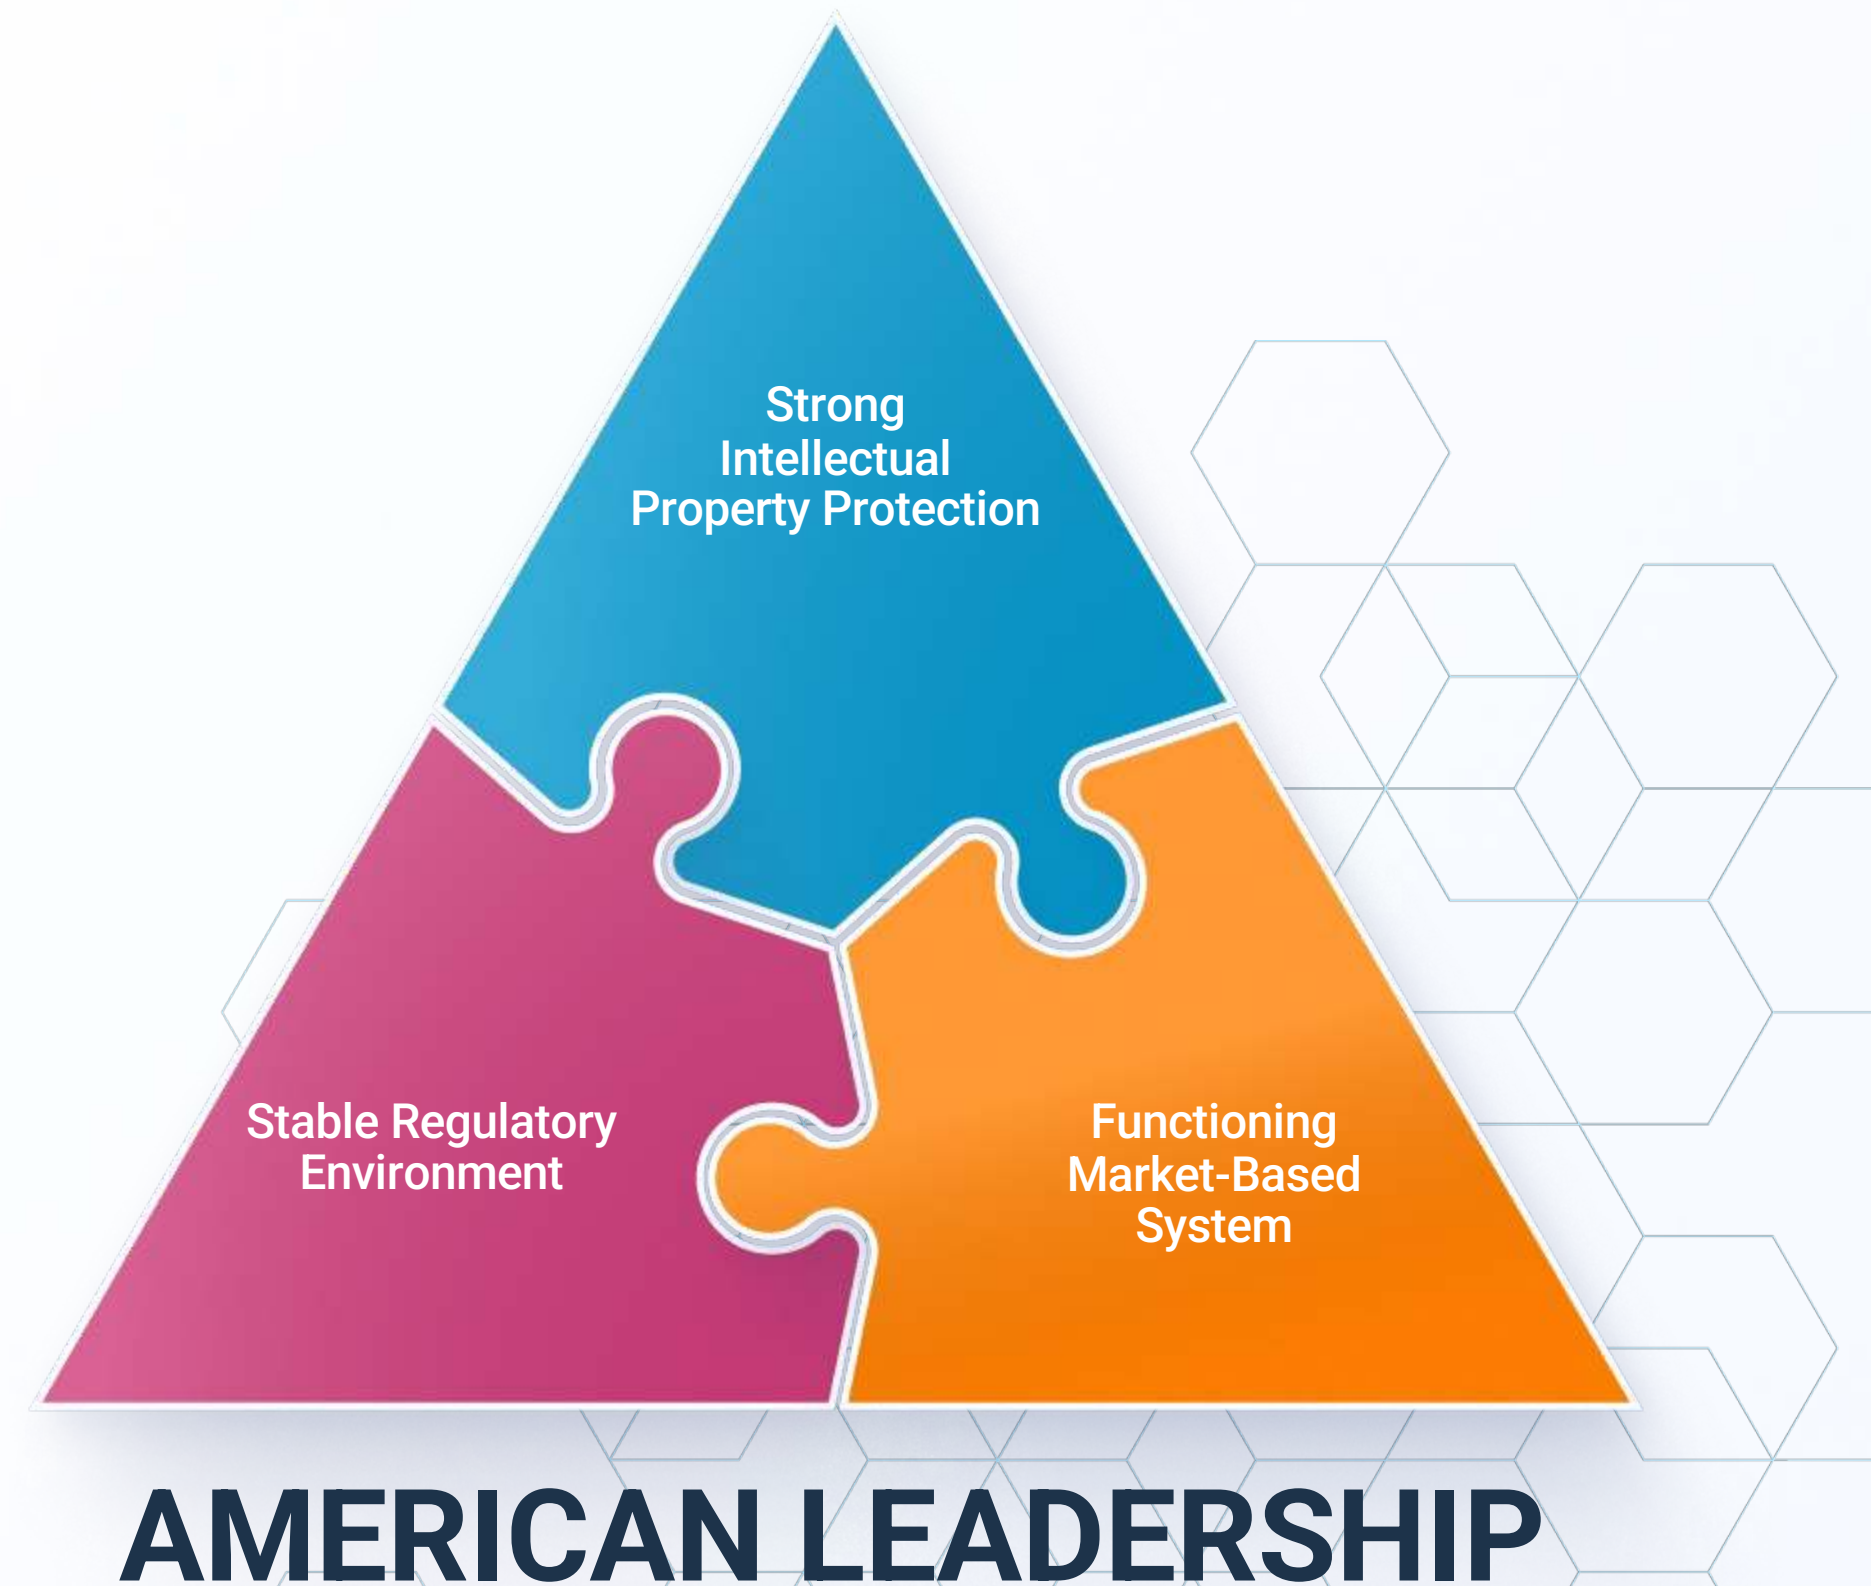 Strong
Intellectual
Property Protection
Stable Regulatory
Environment
Functioning
Market-Based
System
AMERICAN LEADERSHIP